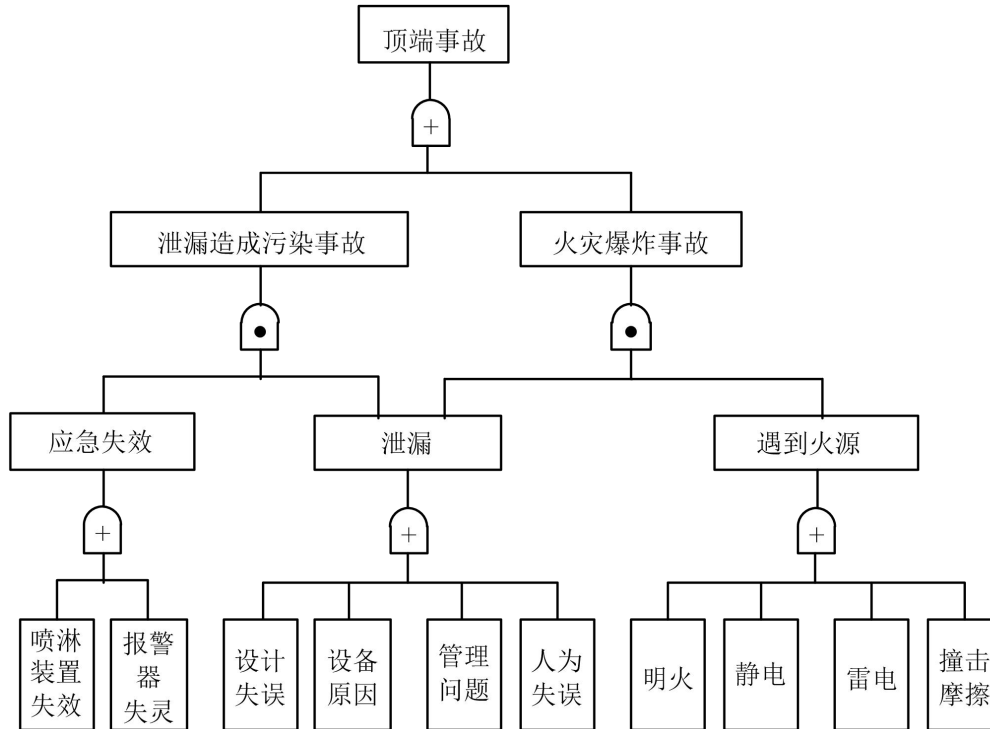 顶端事故
+
泄漏造成污染事故
火灾爆炸事故
应急失效
泄漏
遇到火源
+
+
+
喷淋
装置
失效
报警
器
失灵
设计
失误
设备
原因
管理
问题
人为
失误
明火
静电
雷电
撞击
摩擦